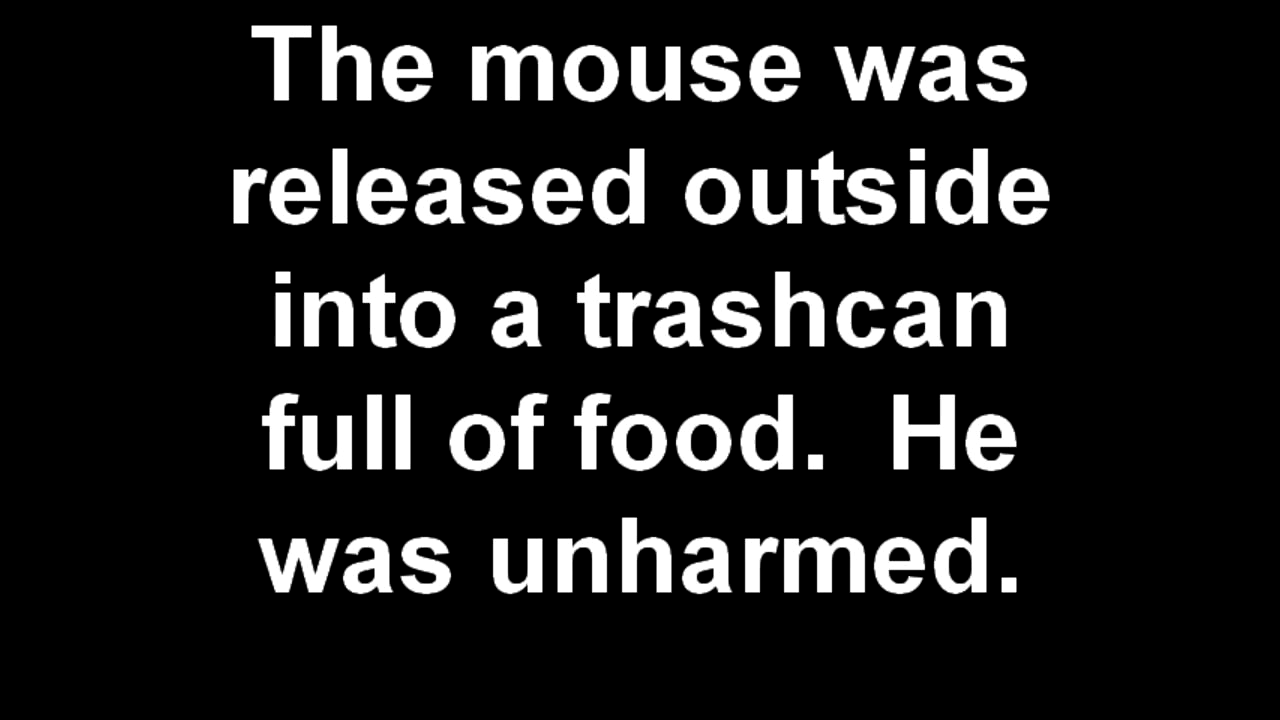 The mouse was
released outside
into a trashcan
full of food.  He
was unharmed.